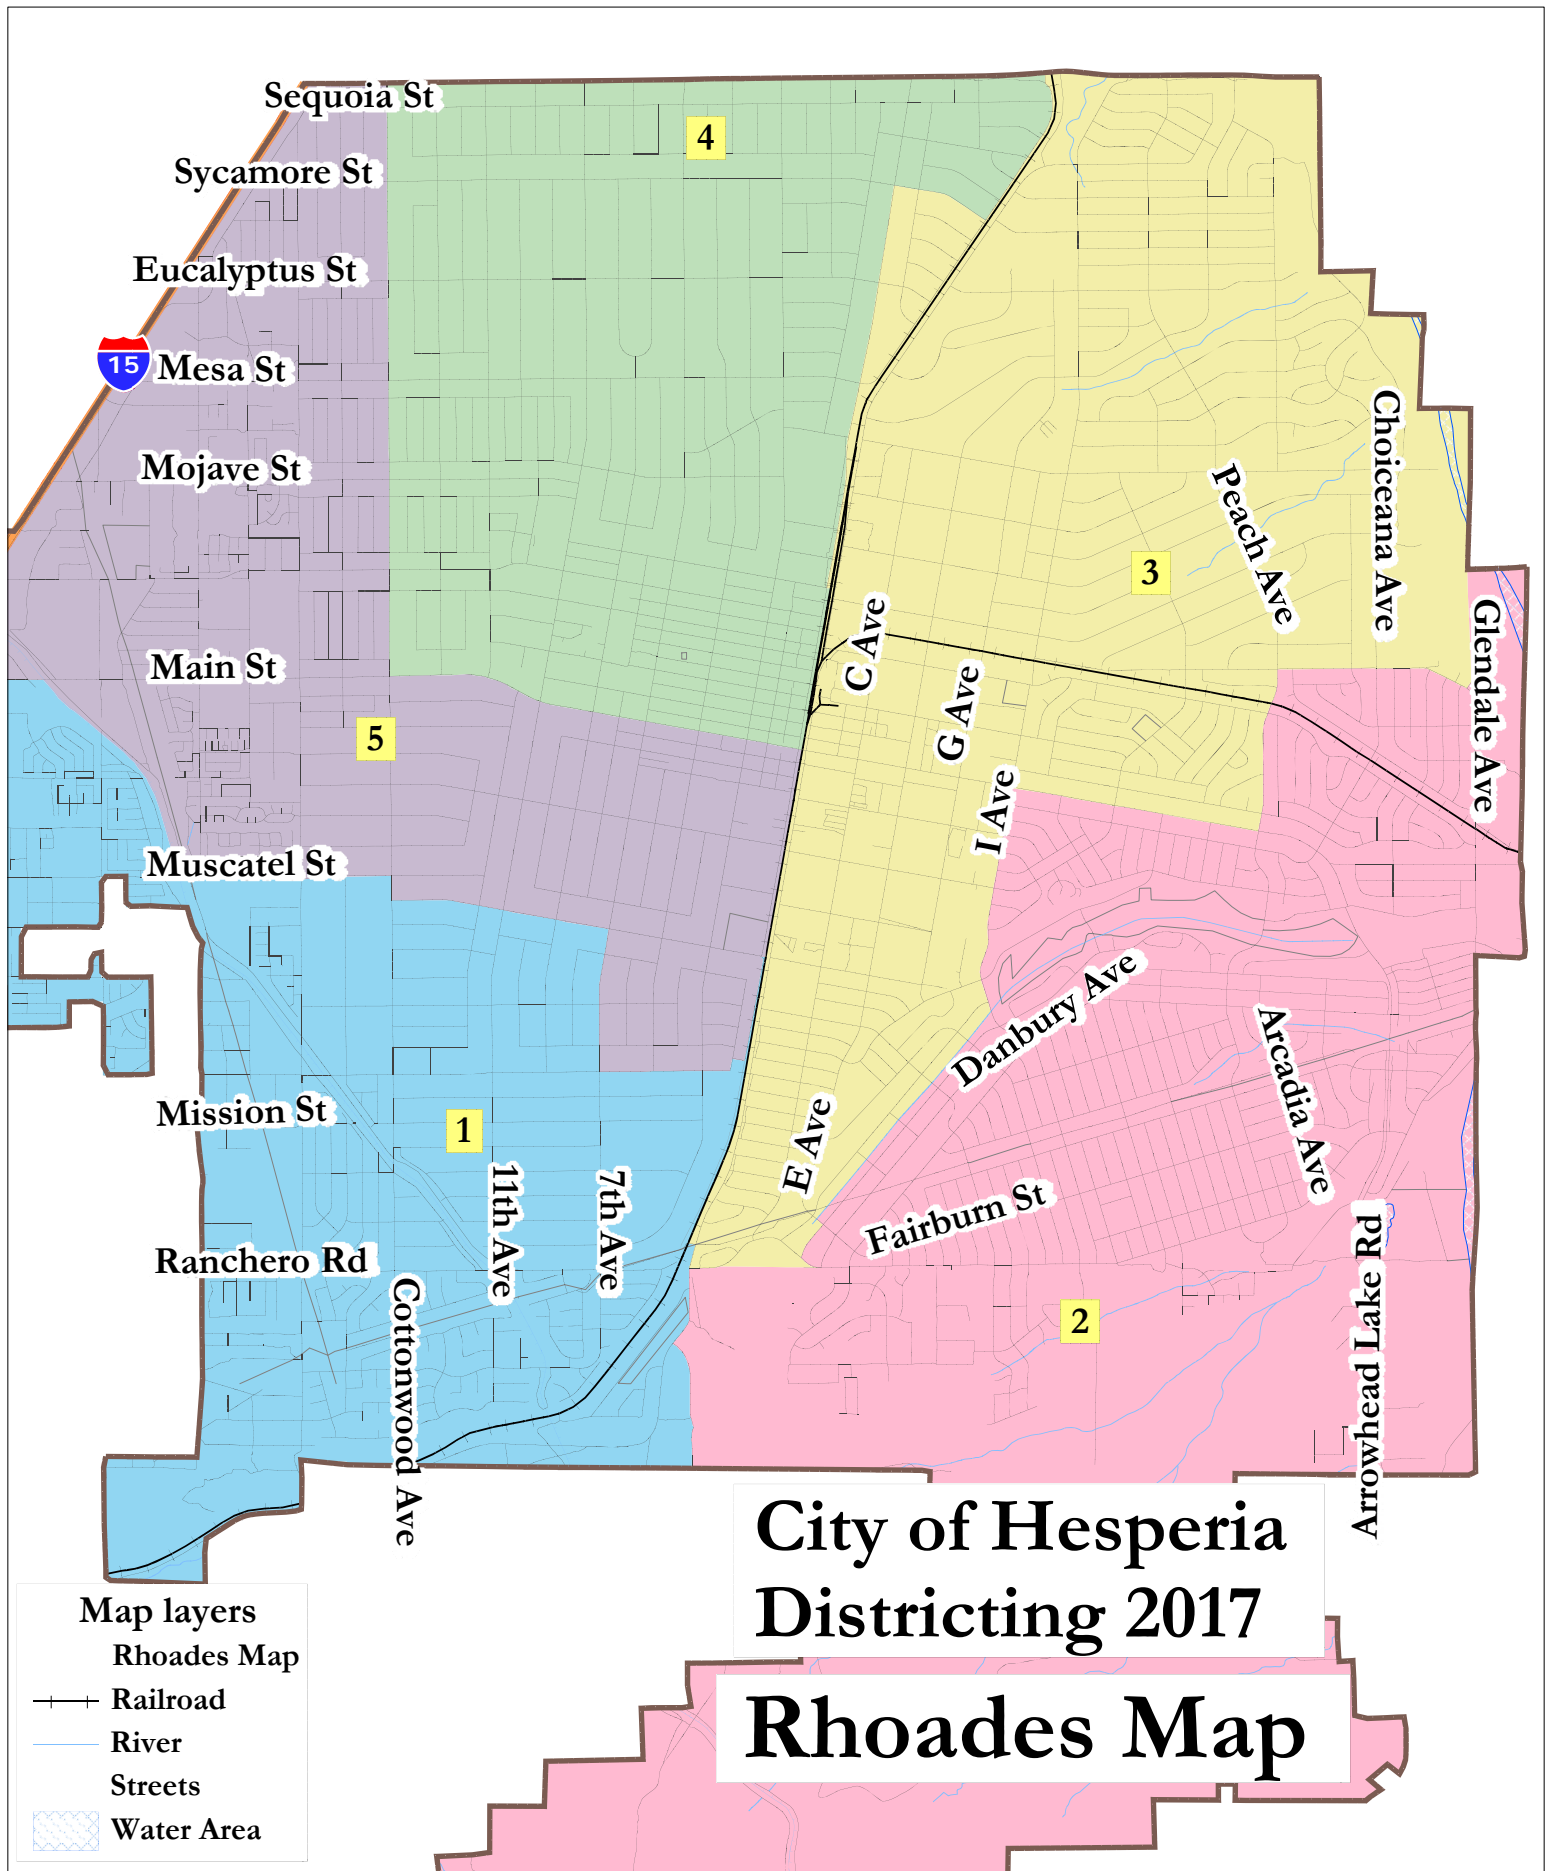 Sequoia St
4
Sycamore St
Eucalyptus St
15
Mesa St
Mojave St
Choiceana Ave
Peach Ave
3
C Ave
Glendale Ave
Main St
G Ave
5
I Ave
Muscatel St
Danbury Ave
Arcadia Ave
Mission St
1
E Ave
11th Ave
7th Ave
Fairburn St
Ranchero Rd
Cottonwood Ave
2
Arrowhead Lake Rd
City of Hesperia
Districting 2017
Rhoades Map
Map layers
Rhoades Map
Railroad
River
Streets
Water Area